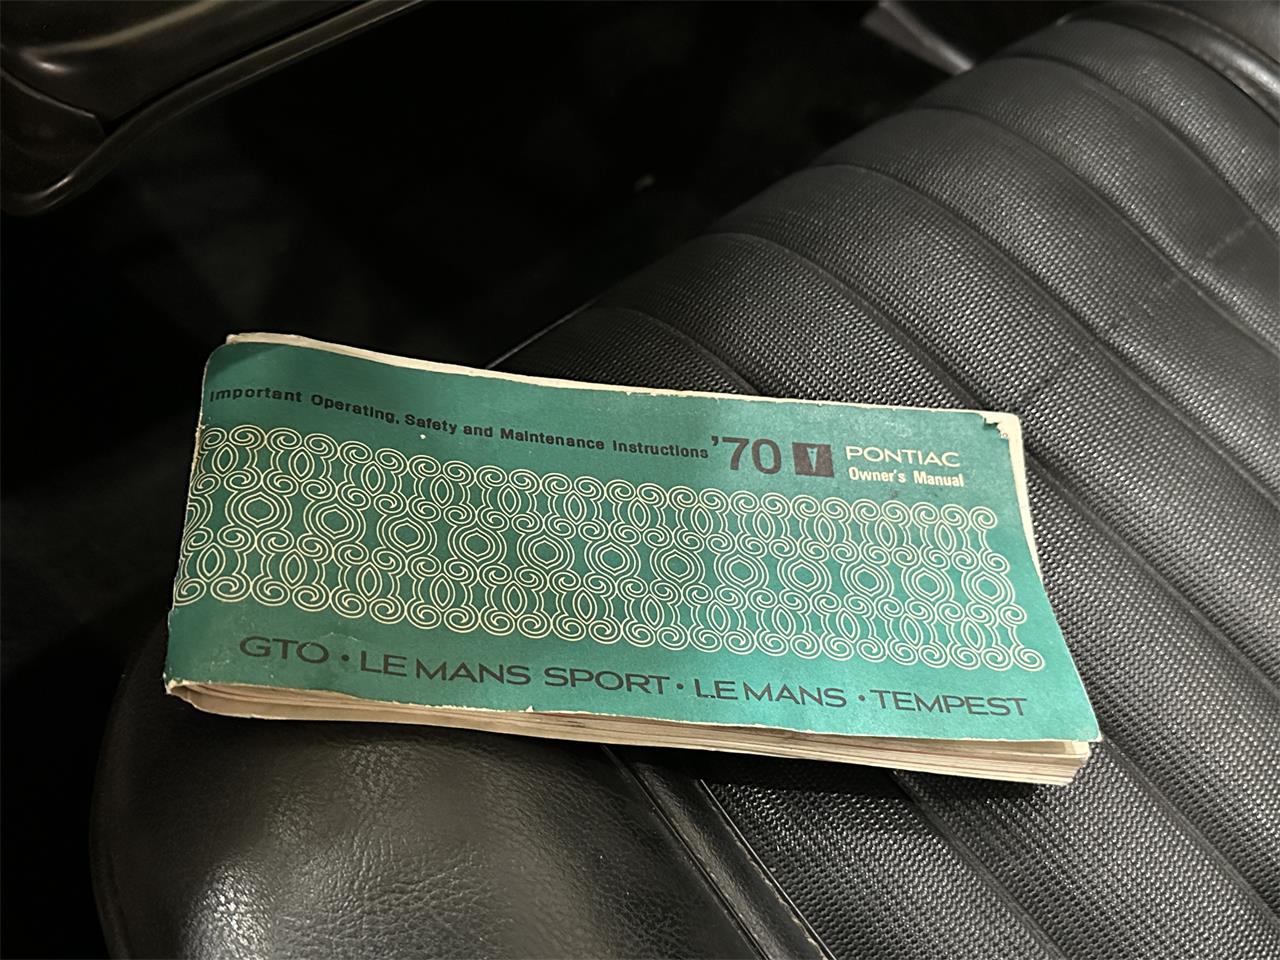 Important Operating, Safety and Maintenance Instructions '70 PONTIAC
Owner's Manual
GTO • LE MANS SPORT • LE MANS • TEMPEST